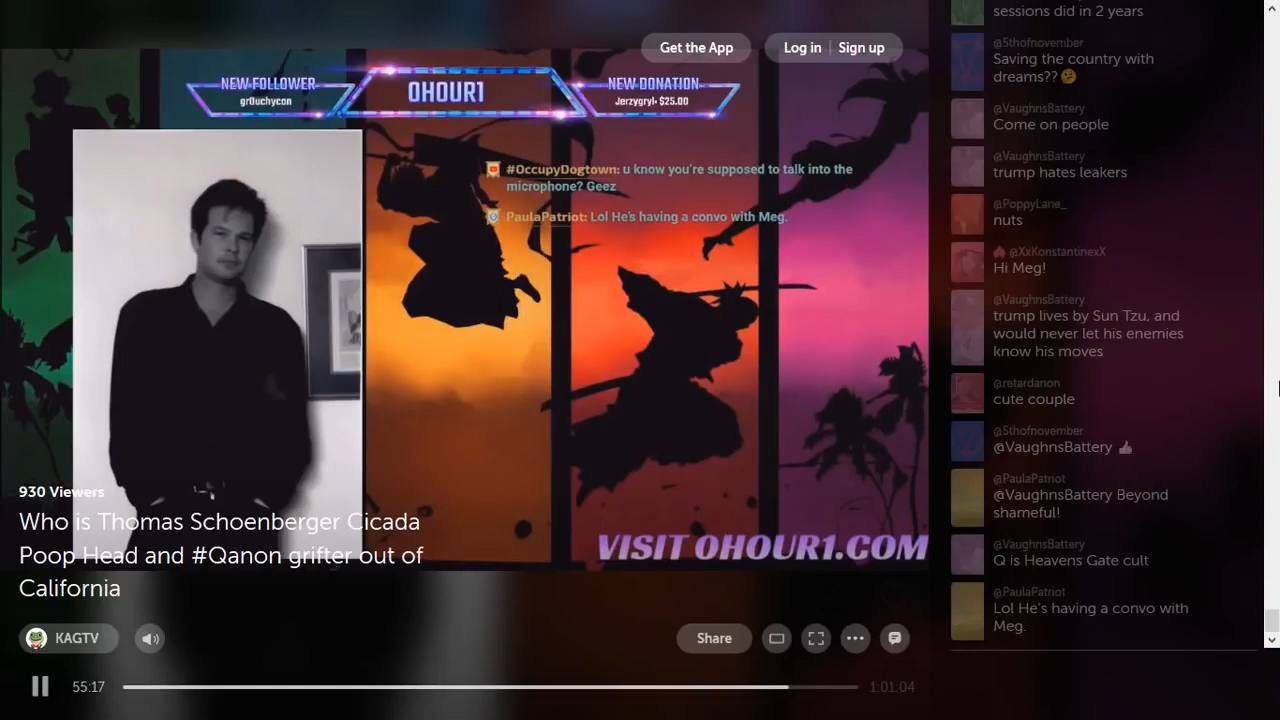 Get the App
Log in
Sign up
NEW FOLLOWER
gr0uchycon
0HOUR1
NEW DONATION
Jerzygryl• $25.00
#OccupyDogtown: u know you're supposed to talk into the
microphone? Geez
PaulaPatriot: Lol He's having a convo with Meg.
930 Viewers
Who is Thomas Schoenberger Cicada
Poop Head and #Qanon grifter out of
California
VISIT 0HOUR1.COM
KAGTV
Share
55:17
1:01:04
sessions did in 2 years
@5thofnovember
Saving the country with
dreams?? 🤔
@VaughnsBattery
Come on people
@VaughnsBattery
trump hates leakers
@PoppyLane_
nuts
@XxKonstantinexX
Hi Meg!
@VaughnsBattery
trump lives by Sun Tzu, and
would never let his enemies
know his moves
@retardanon
cute couple
@5thofnovember
@VaughnsBattery 👍
@PaulaPatriot
@VaughnsBattery Beyond
shameful!
@VaughnsBattery
Q is Heavens Gate cult
@PaulaPatriot
Lol He's having a convo with
Meg.